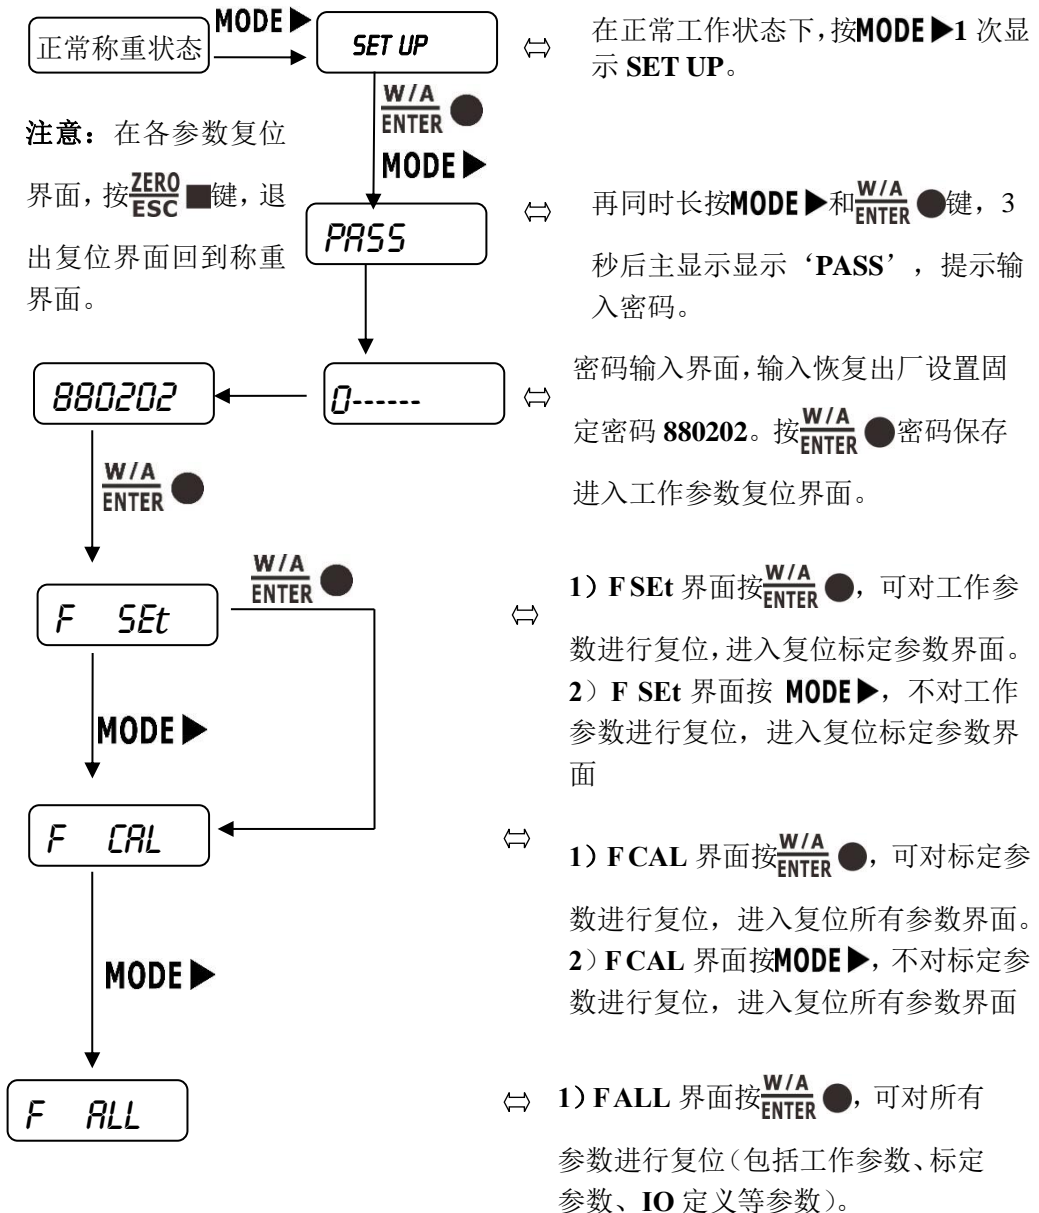 正常称重状态
MODE▶
SET UP
⇔
在正常工作状态下,按MODE▶1 次显
示 SET UP。
W/A
ENTER ●
MODE▶
注意：在各参数复位
界面，按ZERO
ESC ■键，退
出复位界面回到称重
界面。
PASS
⇔
再同时长按MODE▶和W/A
ENTER ●键，3
秒后主显示显示‘PASS’，提示输
入密码。
880202
0------
⇔
密码输入界面,输入恢复出厂设置固
定密码 880202。按W/A
ENTER ●密码保存
进入工作参数复位界面。
W/A
ENTER ●
F SEt
W/A
ENTER ●
⇔
1）F SEt 界面按W/A
ENTER ●，可对工作参
数进行复位,进入复位标定参数界面。
2）F SEt 界面按 MODE▶，不对工作
参数进行复位，进入复位标定参数界
面
MODE▶
F CAL
⇔
1）F CAL 界面按W/A
ENTER ●，可对标定参
数进行复位，进入复位所有参数界面。
2）F CAL 界面按MODE▶，不对标定参
数进行复位，进入复位所有参数界面
MODE▶
F ALL
⇔
1）F ALL 界面按W/A
ENTER ●，可对所有
参数进行复位（包括工作参数、标定
参数、IO 定义等参数）。